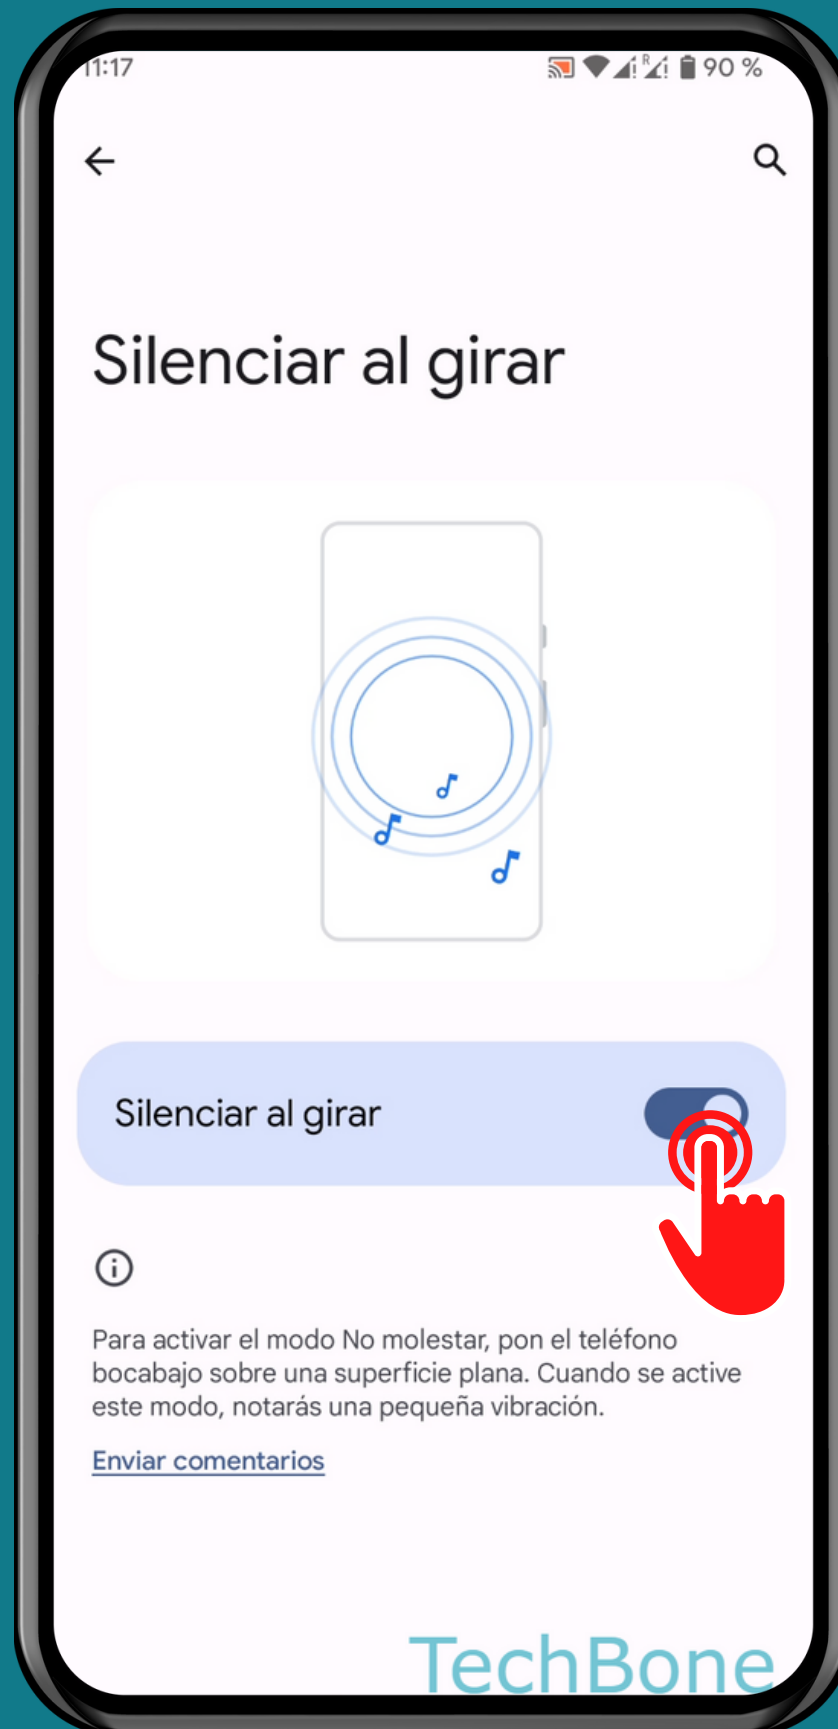 11:17
R
90 %
Silenciar al girar
Silenciar al girar
Para activar el modo No molestar, pon el teléfono
bocabajo sobre una superficie plana. Cuando se active
este modo, notarás una pequeña vibración.
Enviar comentarios
TechBone